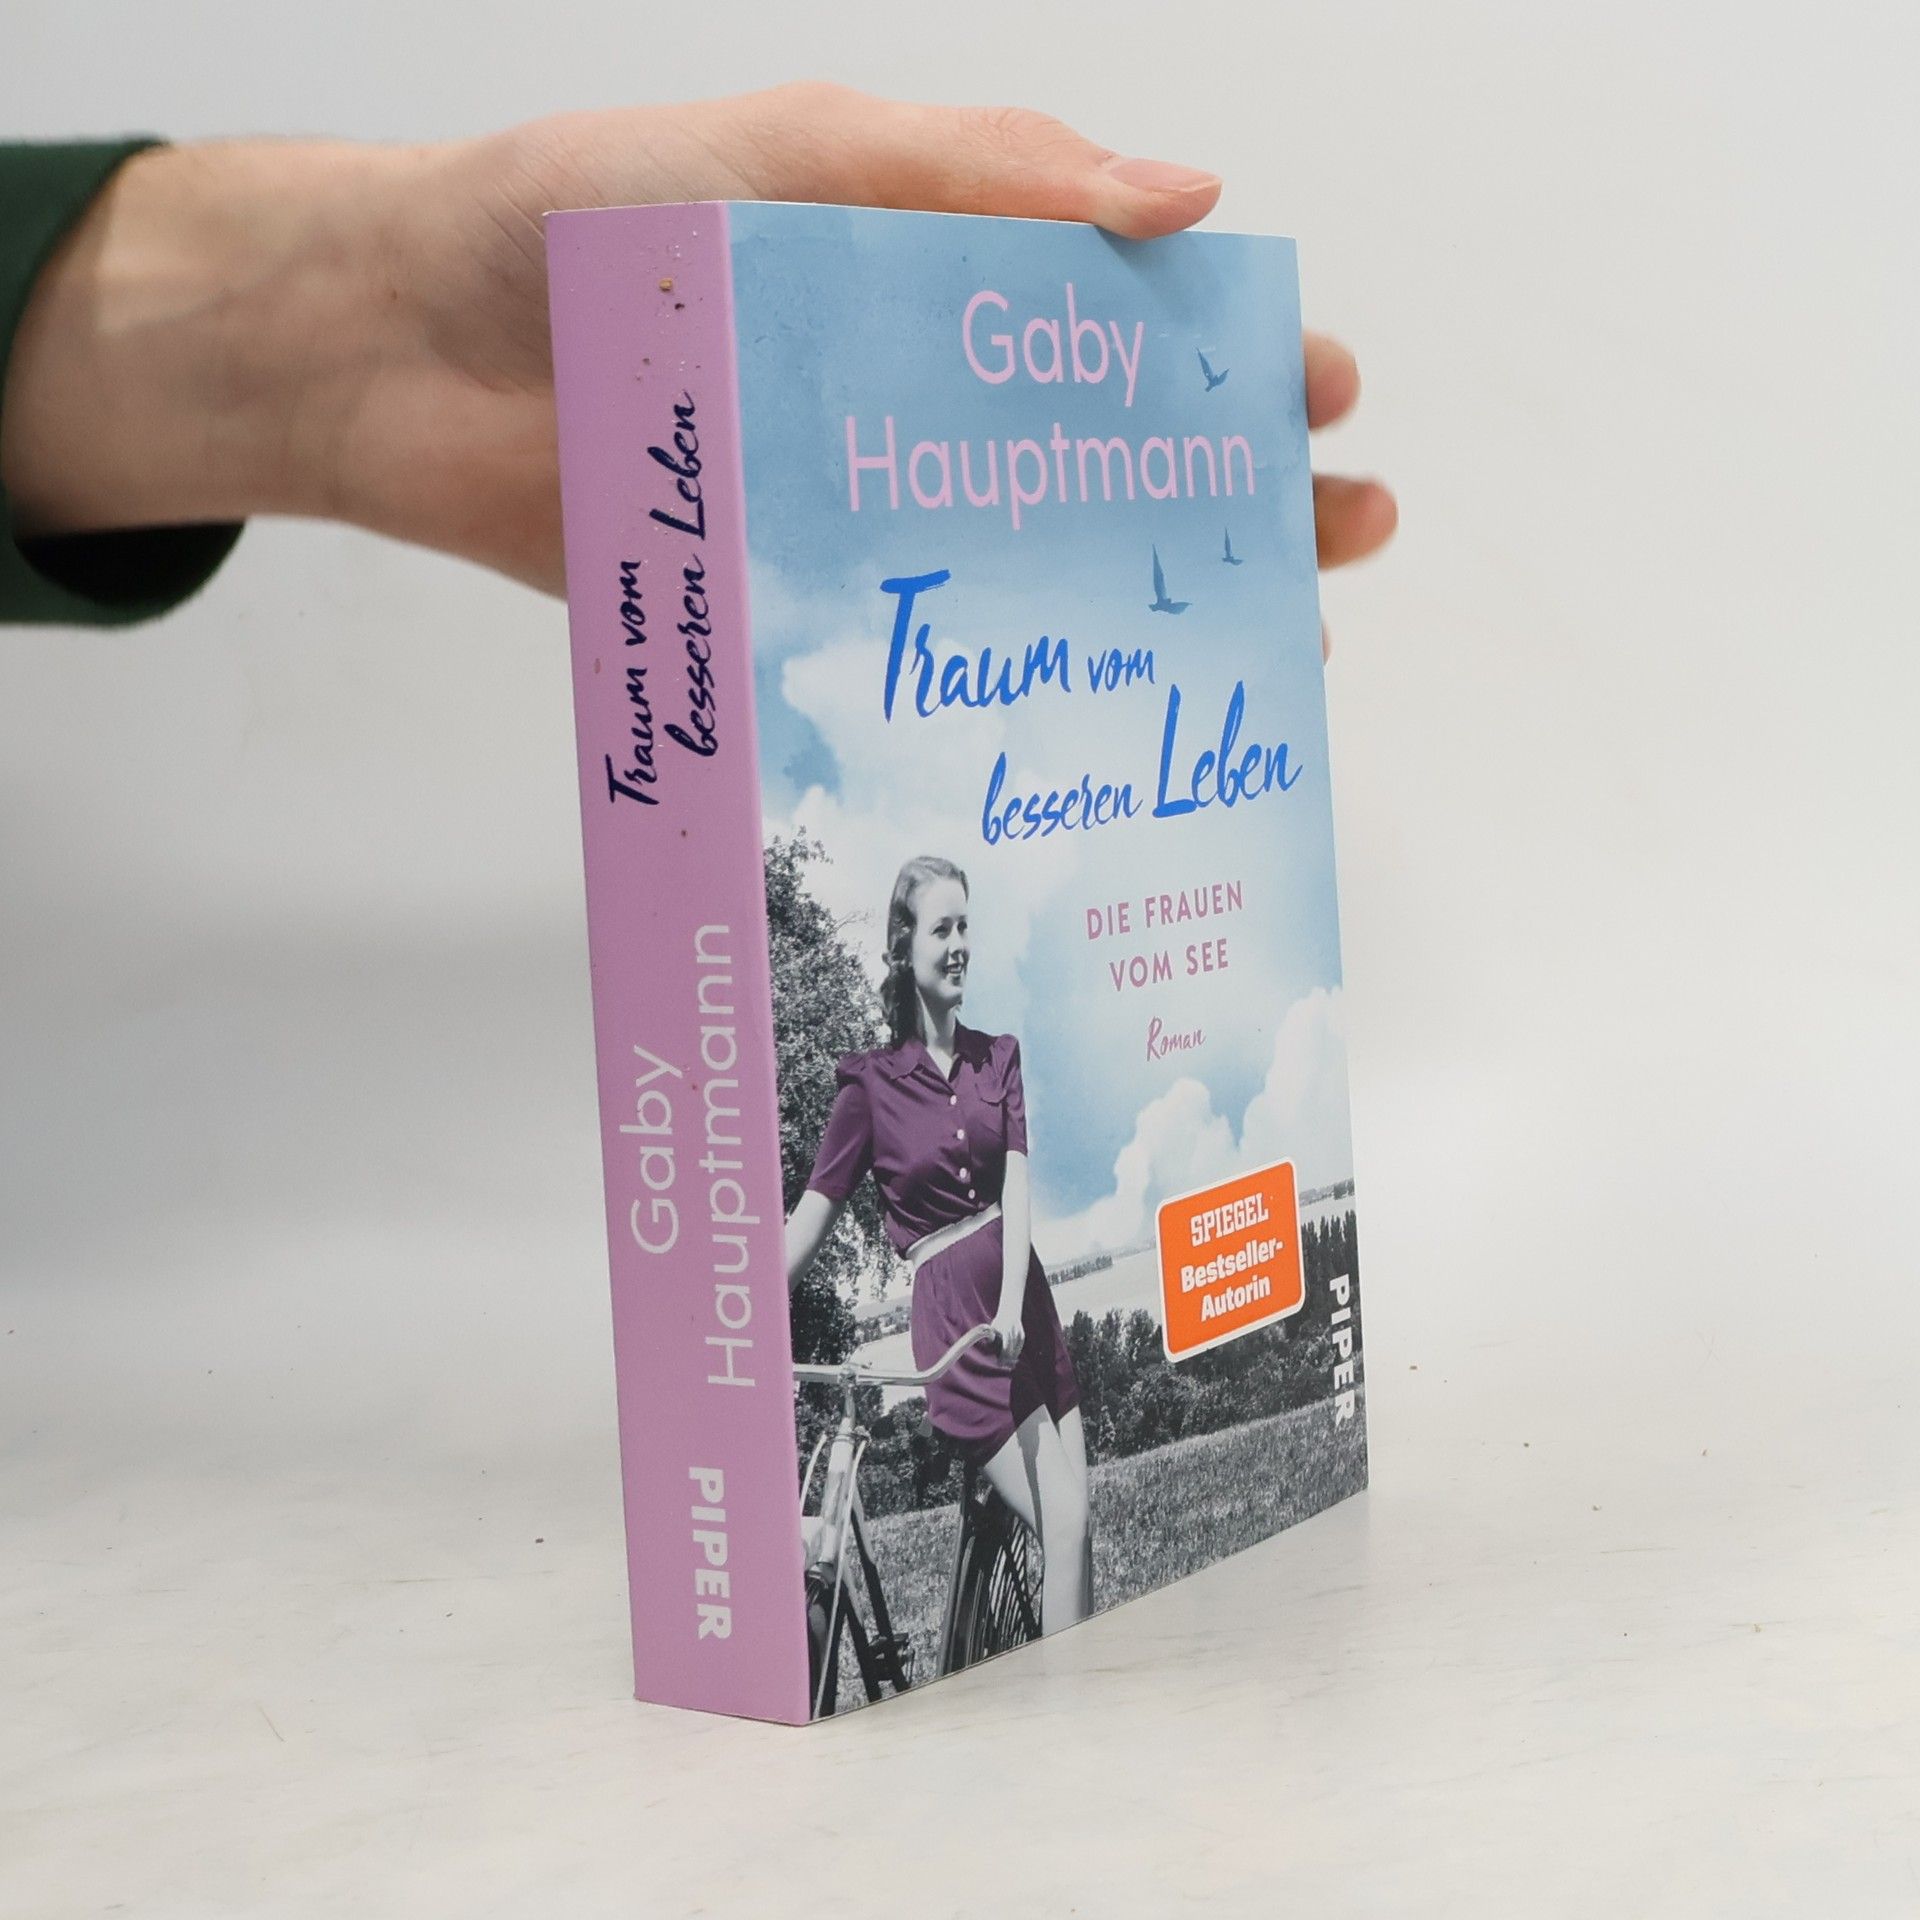 Traum vom
besseren Leben
Gaby
Hauptmann
PIPER
Gaby
Hauptmann
Traum vom
besseren Leben
DIE FRAUEN
VOM SEE
Roman
SPIEGEL
Bestseller-
Autorin
PIPER